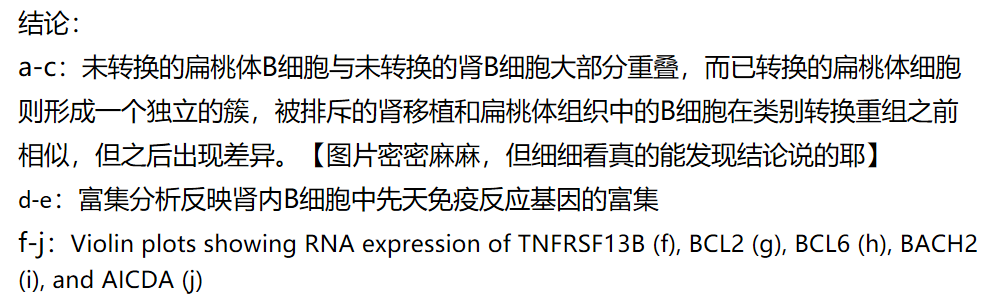 结论：
a-c：未转换的扁桃体B细胞与未转换的肾B细胞大部分重叠，而已转换的扁桃体细胞
则形成一个独立的簇，被排斥的肾移植和扁桃体组织中的B细胞在类别转换重组之前
相似，但之后出现差异。【图片密密麻麻，但细细看真的能发现结论说的耶】
d-e：富集分析反映肾内B细胞中先天免疫反应基因的富集
f-j：Violin plots showing RNA expression of TNFRSF13B (f), BCL2 (g), BCL6 (h), BACH2
(i), and AICDA (j)